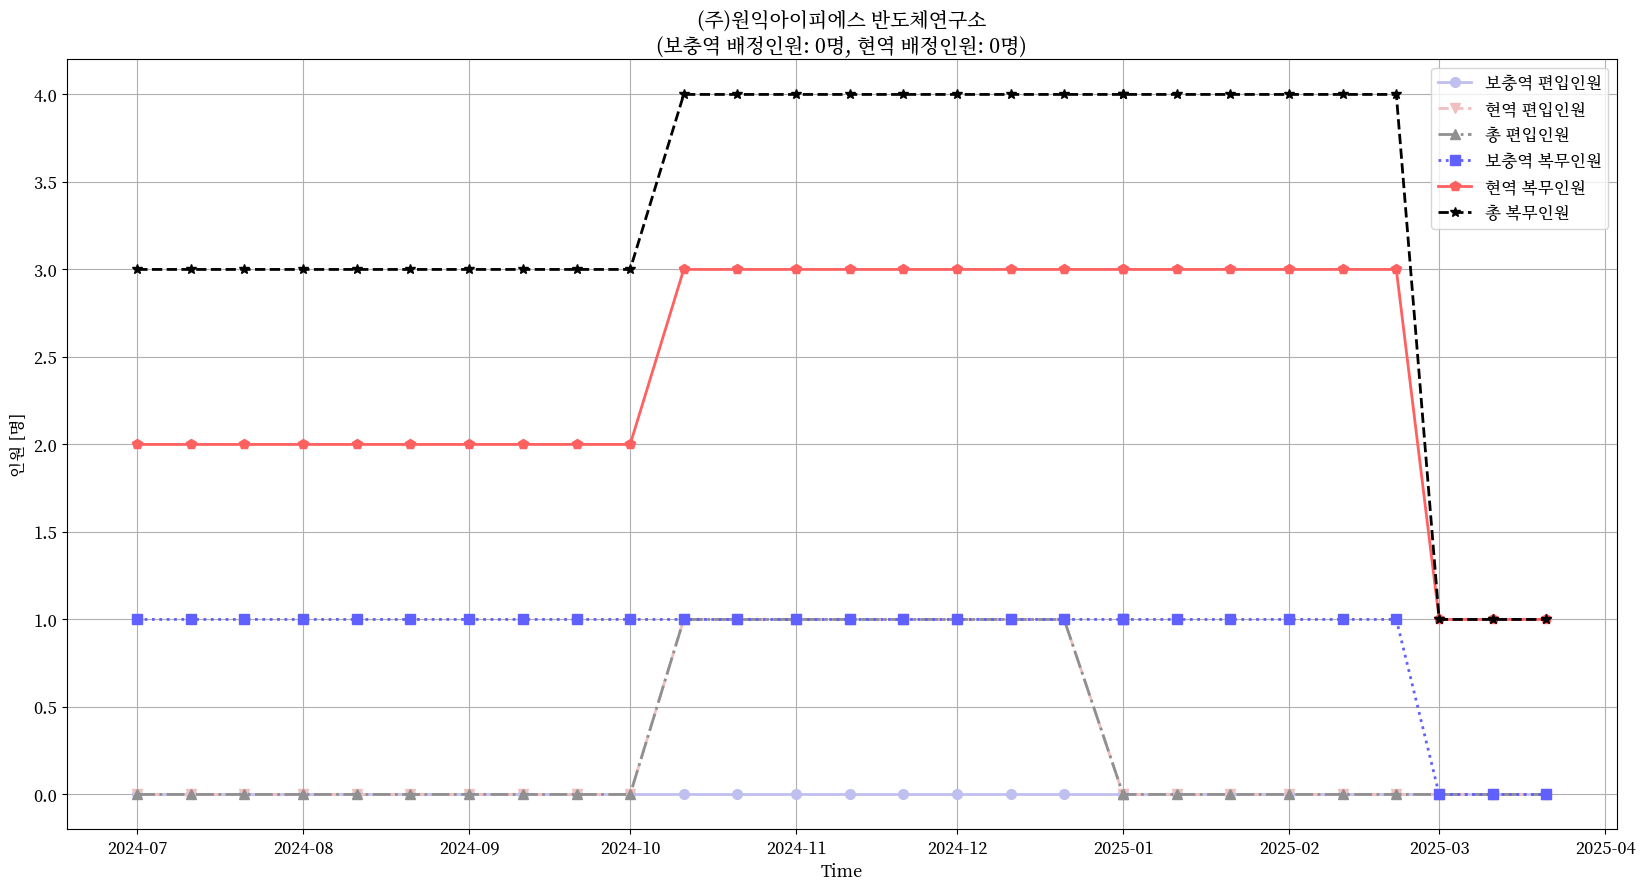 (주)원익아이피에스 반도체연구소
(보충역 배정인원: 0명, 현역 배정인원: 0명)
보충역 편입인원
현역 편입인원
총 편입인원
보충역 복무인원
현역 복무인원
총 복무인원
인원 [명]
4.0
3.5
3.0
2.5
2.0
1.5
1.0
0.5
0.0
2024-07
2024-08
2024-09
2024-10
2024-11
2024-12
2025-01
2025-02
2025-03
2025-04
Time